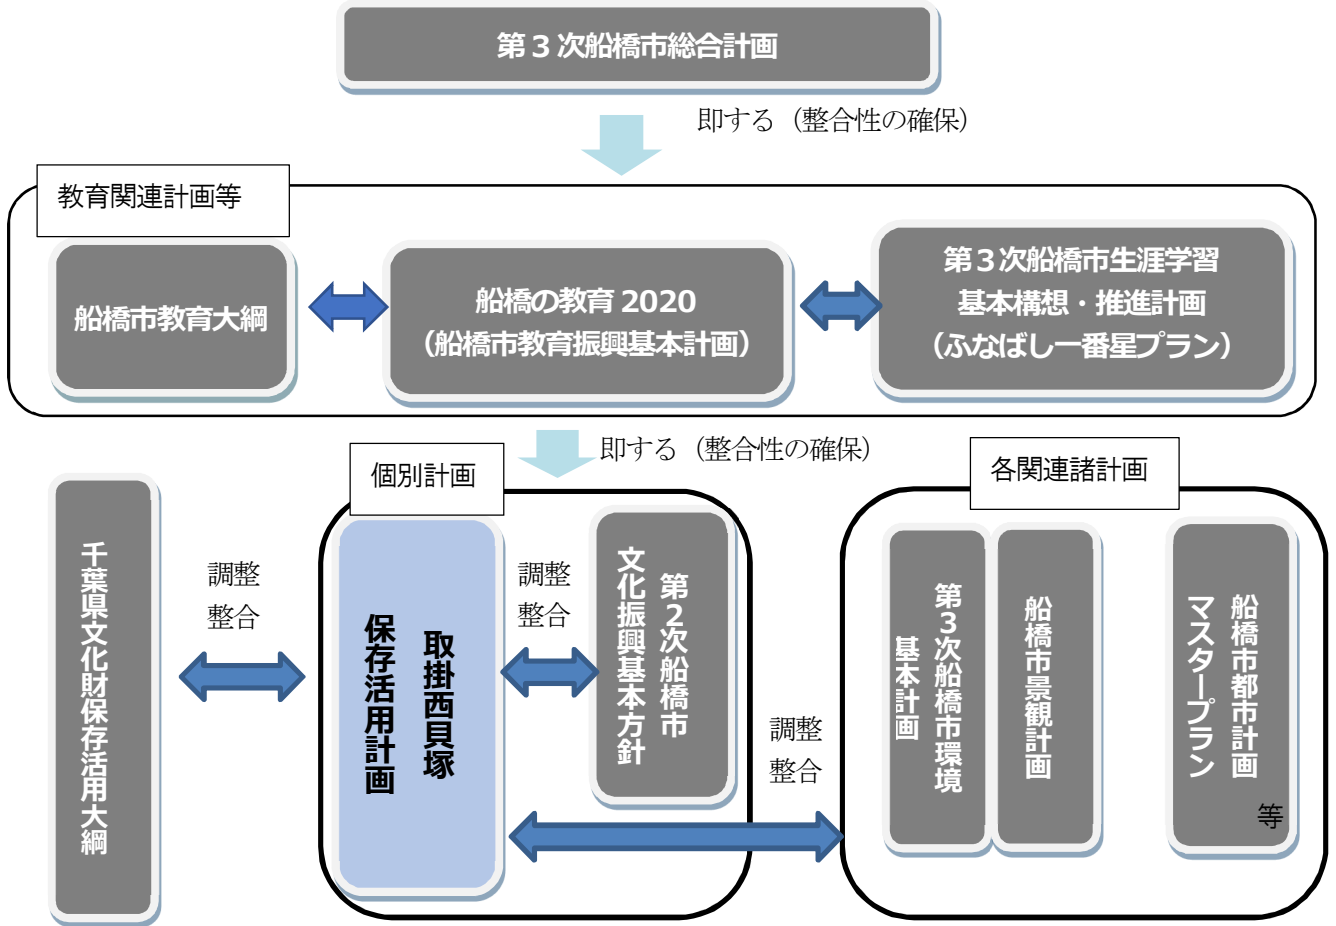 第３次船橋市総合計画
即する（整合性の確保）
教育関連計画等
船橋市教育大綱
船橋の教育 2020
（船橋市教育振興基本計画）
第３次船橋市生涯学習
基本構想・推進計画
（ふなばし一番星プラン）
即する（整合性の確保）
個別計画
各関連諸計画
千葉県文化財保存活用大綱
調整
整合
取掛西貝塚
保存活用計画
調整
整合
第２次船橋市
文化振興基本方針
調整
整合
第３次船橋市環境
基本計画
船橋市景観計画
船橋市都市計画
マスタープラン
等